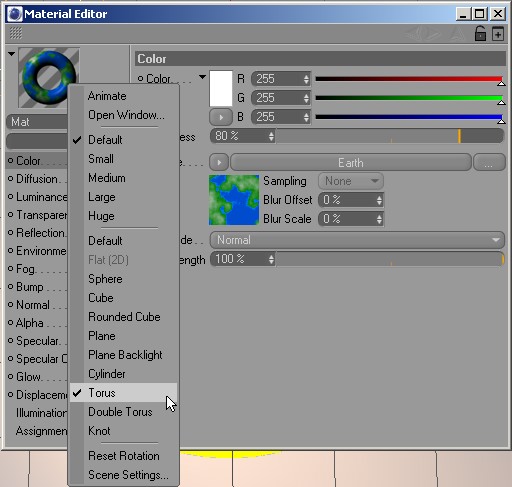 Material Editor
Color
Color. . . . R 255
G 255
B 255
Mat
ess 80 %
e. . Earth ...
Sampling None
Blur Offset 0 %
Blur Scale 0 %
de. . Normal
ength 100 %
Color. . . .
Diffusion. .
Luminance
Transparen
Reflection.
Environme
Fog. . . . .
Bump . . .
Normal . .
Alpha . . .
Specular. .
Specular C
Glow. . . .
Displaceme
Illumination
Assignmen
Animate
Open Window...
Default
Small
Medium
Large
Huge
Default
Flat (2D)
Sphere
Cube
Rounded Cube
Plane
Plane Backlight
Cylinder
Torus
Double Torus
Knot
Reset Rotation
Scene Settings...